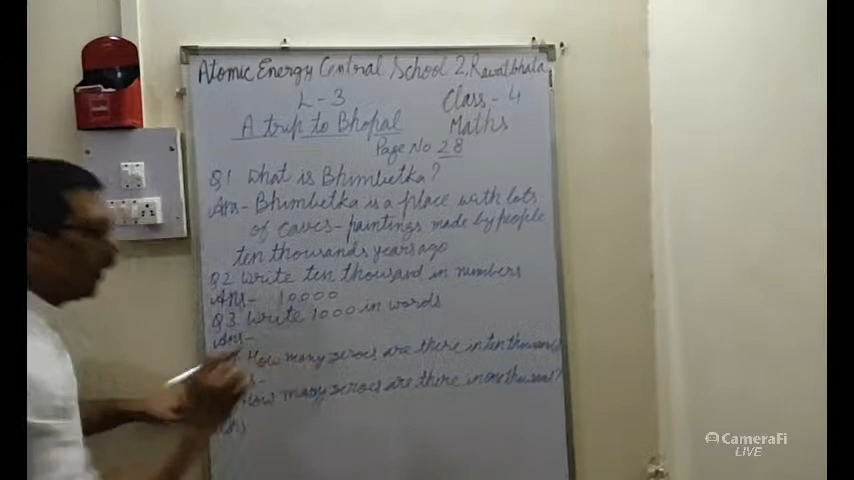 Atomic Energy Central School 2, Rawatbhata
L-3 Class-4
A trip to Bhopal Maths
Page No 28
Q1 What is Bhimbetka?
Ans- Bhimbetka is a place with lots
of caves-paintings made by people
ten thousands years ago
Q2 Write ten thousand in numbers
Ans- 10000
Q3 Write 1000 in words
Ans-
How many zeroes are there in ten thousand
How many zeroes are there in one thousand?
Ans
CameraFi
LIVE